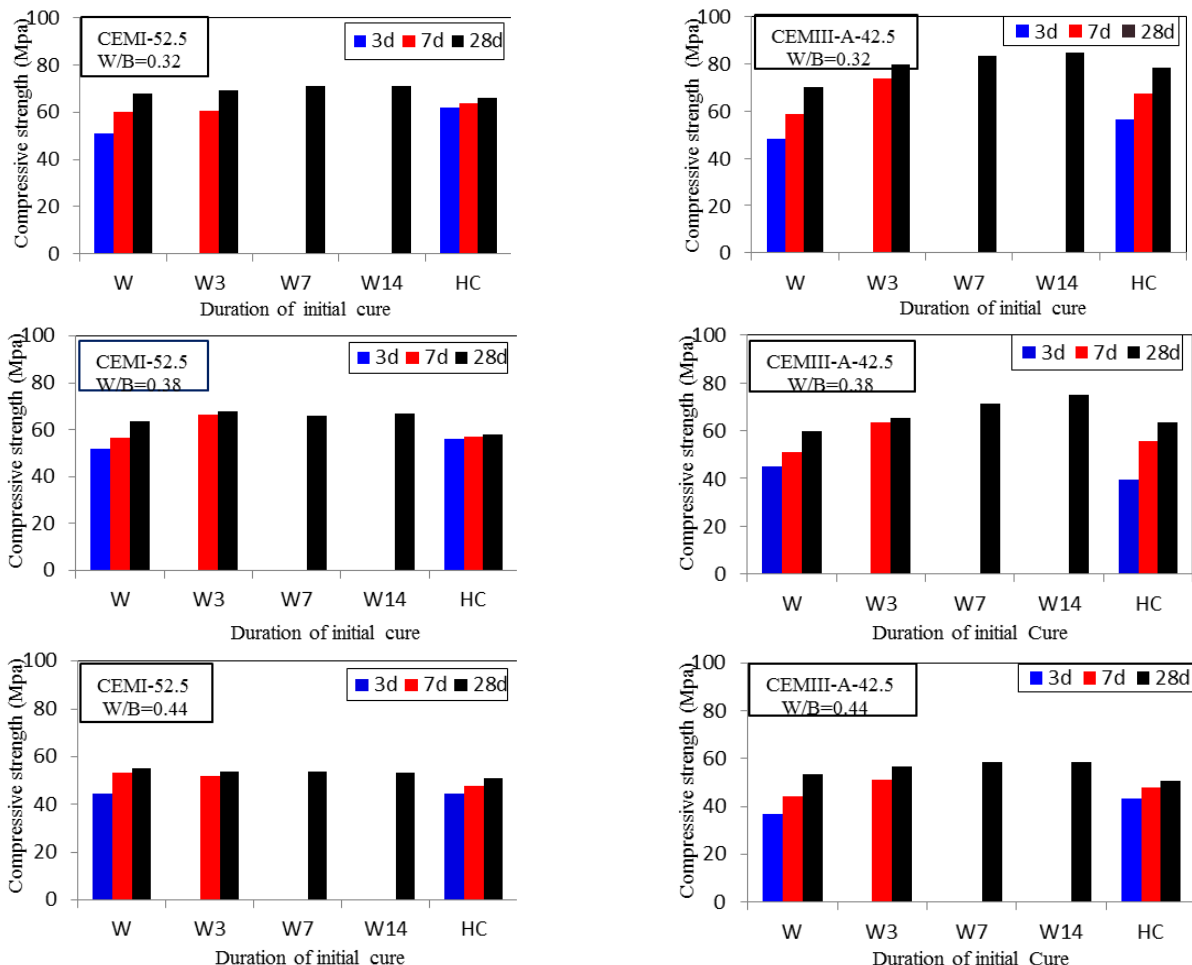 Compressive strength (Mpa)
100
80
60
40
20
0
CEMI-52.5
W/B=0.32
3d 7d 28d
W W3 W7 W14 HC
Duration of initial cure
Compressive strength (Mpa)
100
80
60
40
20
0
CEMIII-A-42.5
W/B=0.32
3d 7d 28d
W W3 W7 W14 HC
Duration of initial cure
Compressive strength (Mpa)
100
80
60
40
20
0
CEMI-52.5
W/B=0.38
3d 7d 28d
W W3 W7 W14 HC
Duration of initial cure
Compressive strength (Mpa)
100
80
60
40
20
0
CEMIII-A-42.5
W/B=0.38
3d 7d 28d
W W3 W7 W14 HC
Duration of initial Cure
Compressive strength (Mpa)
100
80
60
40
20
0
CEMI-52.5
W/B=0.44
3d 7d 28d
W W3 W7 W14 HC
Duration of initial cure
Compressive strength (Mpa)
100
80
60
40
20
0
CEMIII-A-42.5
W/B=0.44
3d 7d 28d
W W3 W7 W14 HC
Duration of initial Cure